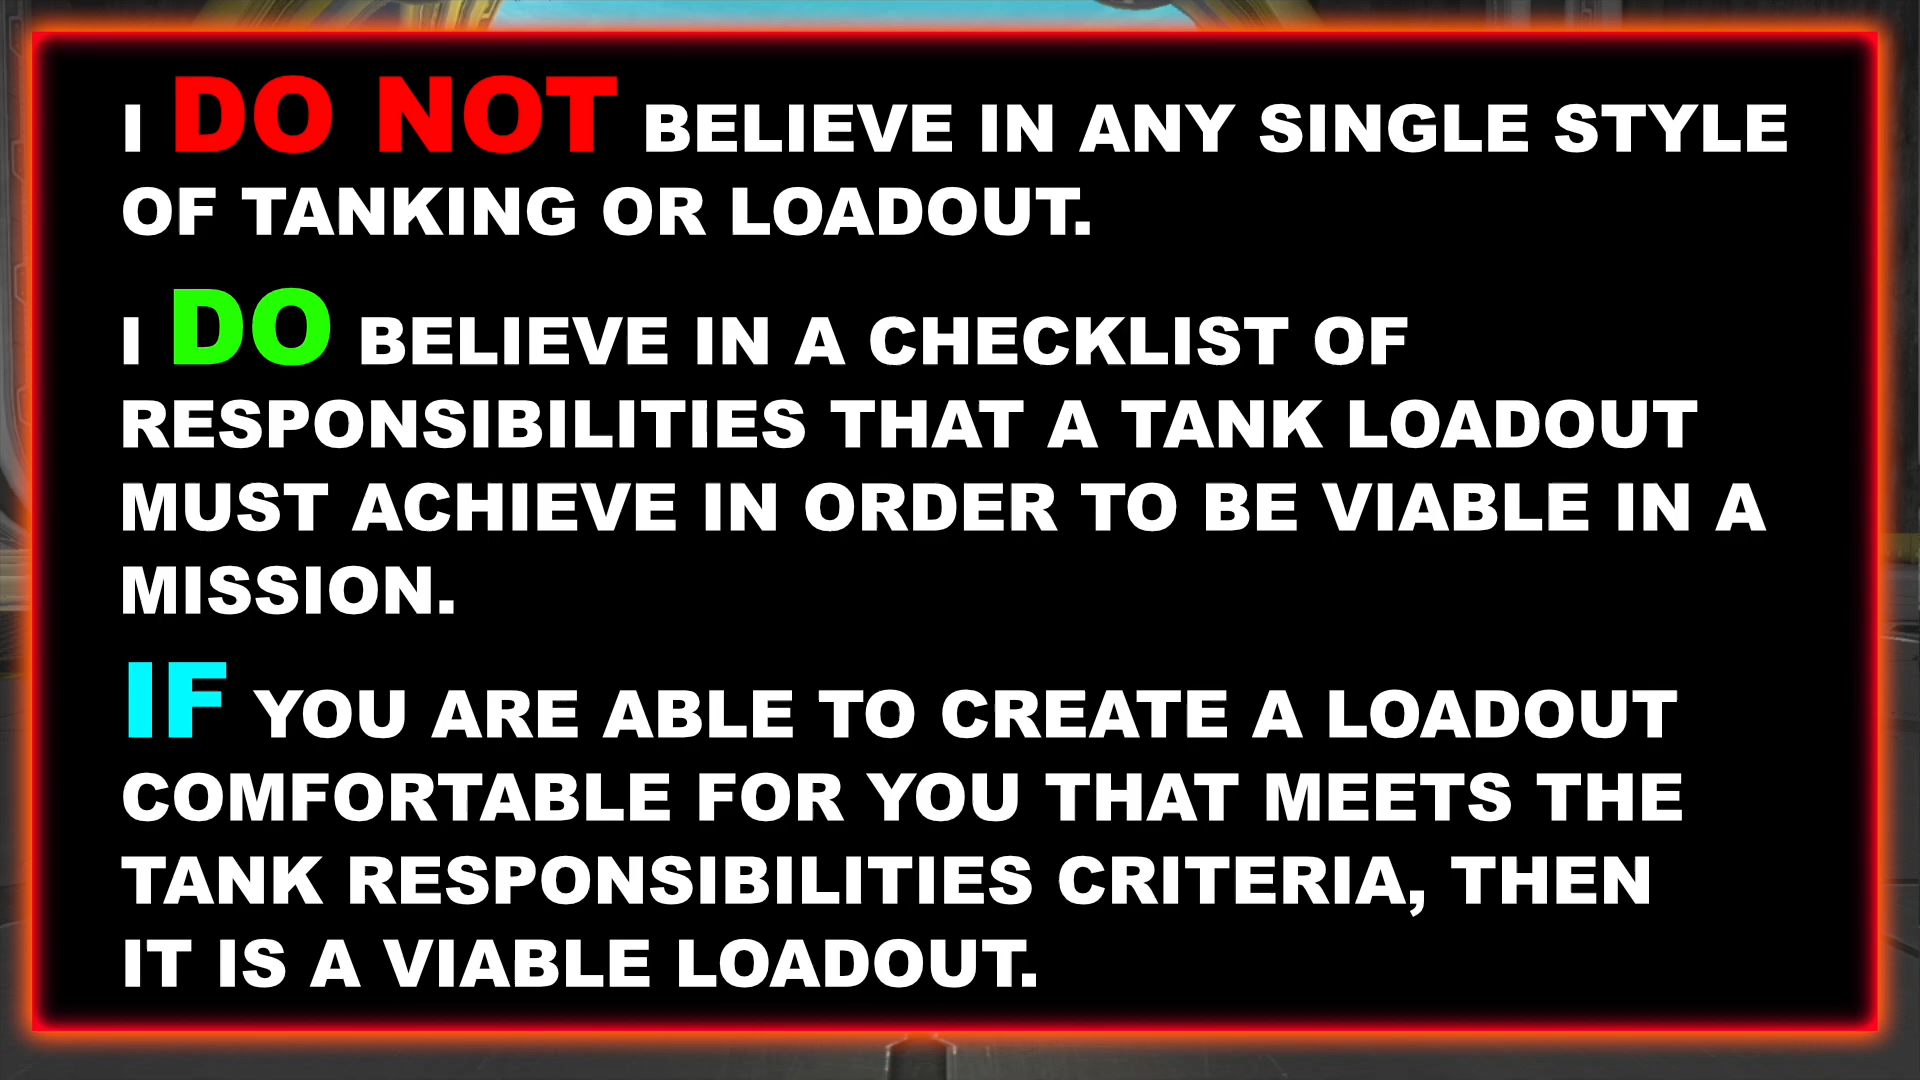 I DO NOT BELIEVE IN ANY SINGLE STYLE
OF TANKING OR LOADOUT.
I DO BELIEVE IN A CHECKLIST OF
RESPONSIBILITIES THAT A TANK LOADOUT
MUST ACHIEVE IN ORDER TO BE VIABLE IN A
MISSION.
IF YOU ARE ABLE TO CREATE A LOADOUT
COMFORTABLE FOR YOU THAT MEETS THE
TANK RESPONSIBILITIES CRITERIA, THEN
IT IS A VIABLE LOADOUT.